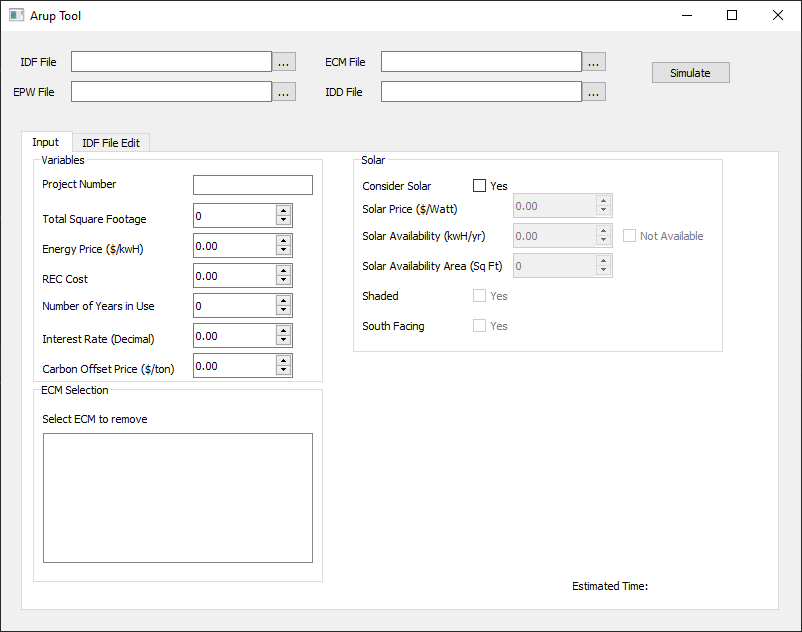 Arup Tool
IDF File ... ECM File ...
Simulate
EPW File ... IDD File ...
Input IDF File Edit
Variables
Project Number
Total Square Footage 0
Energy Price ($/kwH) 0.00
REC Cost 0.00
Number of Years in Use 0
Interest Rate (Decimal) 0.00
Carbon Offset Price ($/ton) 0.00
Solar
Consider Solar Yes
Solar Price ($/Watt) 0.00
Solar Availability (kwH/yr) 0.00 Not Available
Solar Availability Area (Sq Ft) 0
Shaded Yes
South Facing Yes
ECM Selection
Select ECM to remove
Estimated Time: